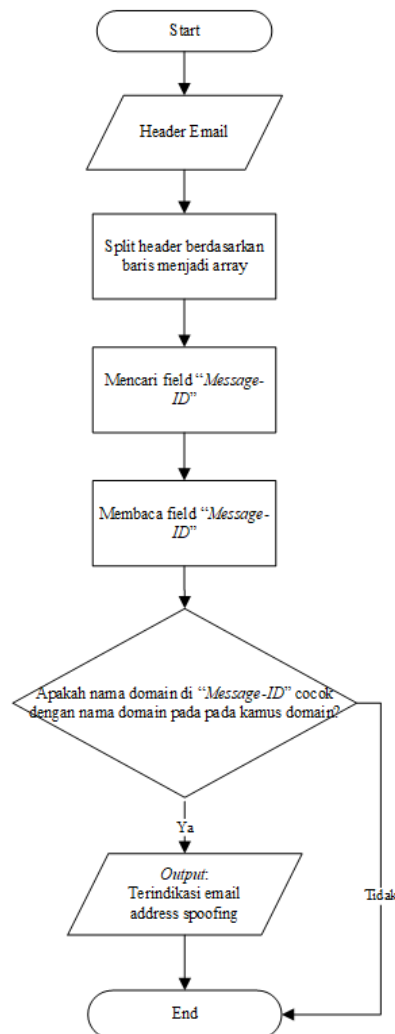 Start
Header Email
Split header berdasarkan
baris menjadi array
Mencari field “Message-
ID”
Membaca field “Message-
ID”
Apakah nama domain di “Message-ID” cocok
dengan nama domain pada pada kamus domain?
Ya
Tidak
Output:
Terindikasi email
address spoofing
End